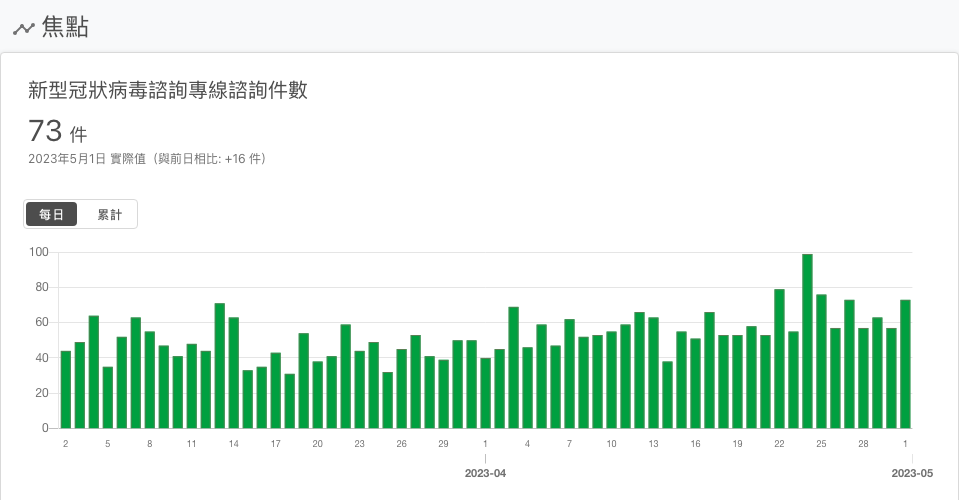 焦點
新型冠狀病毒諮詢專線諮詢件數
73 件
2023年5月1日 實際值（與前日相比: +16 件）
每日 累計
100
80
60
40
20
0
2 5 8 11 14 17 20 23 26 29 1 4 7 10 13 16 19 22 25 28 1
2023-04 2023-05